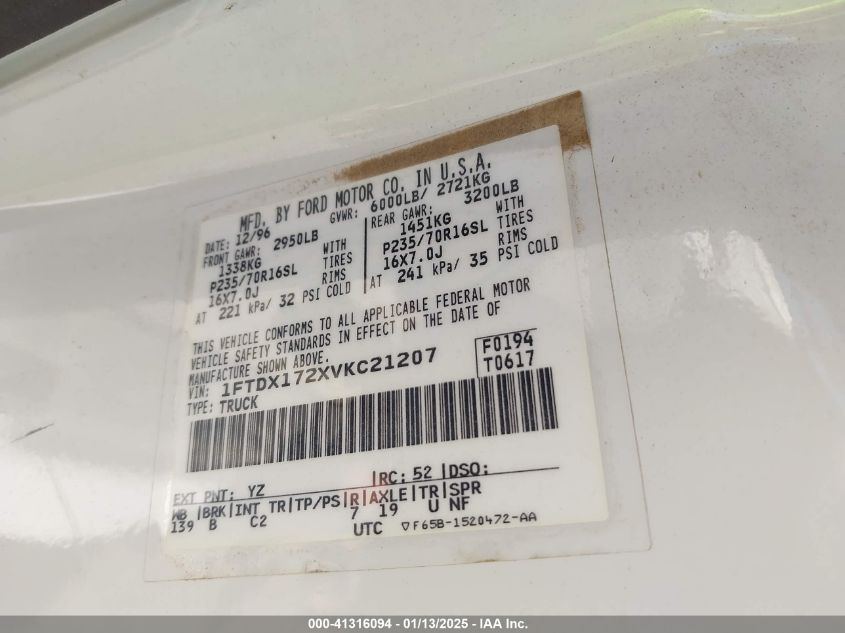 MFD. BY FORD MOTOR CO. IN U.S.A.
DATE: 12/96 GVWR: 6000LB/ 2721KG
FRONT GAWR: 2950LB REAR GAWR: 3200LB
1338KG WITH 1451KG WITH
P235/70R16SL TIRES P235/70R16SL TIRES
16X7.0J RIMS 16X7.0J RIMS
AT 221 kPa/ 32 PSI COLD AT 241 kPa/ 35 PSI COLD
THIS VEHICLE CONFORMS TO ALL APPLICABLE FEDERAL MOTOR
VEHICLE SAFETY STANDARDS IN EFFECT ON THE DATE OF
MANUFACTURE SHOWN ABOVE.
VIN: 1FTDX172XVKC21207 F0194
TYPE: TRUCK T0617
EXT PNT: YZ |RC: 52 |DSO:
WB |BRK|INT TR|TP/PS|R|AXLE|TR|SPR
139 B C2 7 19 U NF
UTC ▽F65B-1520472-AA
000-41316094 - 01/13/2025 - IAA Inc.